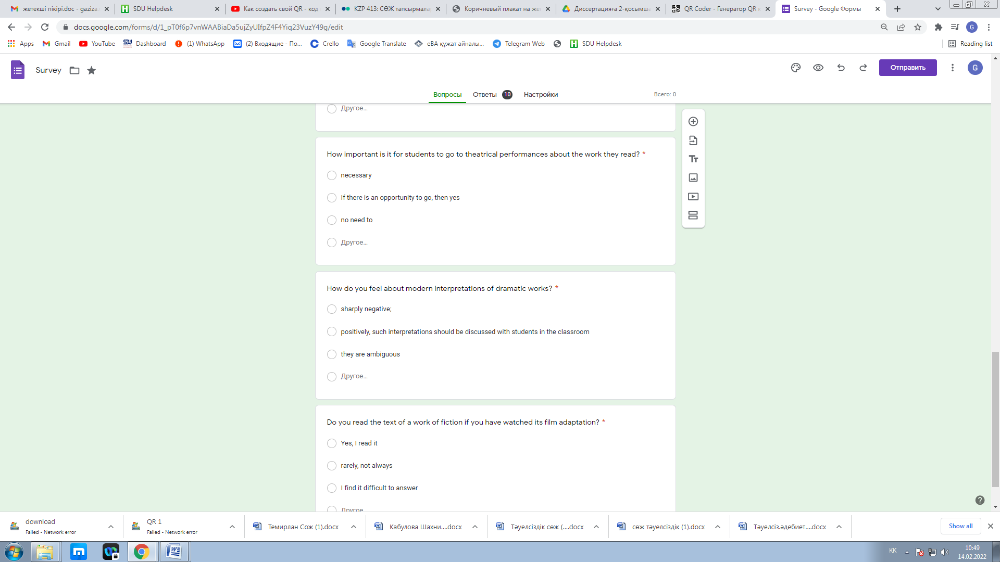 жетекші пікірі.doc - gaziza.
SDU Helpdesk
Как создать свой QR - код
KZP 413: СӨЖ тапсырмалар
Коричневый плакат на же
Диссертацияға 2-қосымша
QR Coder - Генератор QR к
Survey - Google Формы
docs.google.com/forms/d/1_pT0f6p7vnWAABiaDa5ujZyUIfpZ4F4Yiq23VuzY49g/edit
G
Apps
Gmail
YouTube
Dashboard
(1) WhatsApp
(2) Входящие - По...
Crello
Google Translate
еВА құжат айналы...
Telegram Web
SDU Helpdesk
Reading list
Survey
Отправить
G
Вопросы
Ответы 10
Настройки
Всего: 0
Другое...
How important is it for students to go to theatrical performances about the work they read? *
necessary
If there is an opportunity to go, then yes
no need to
Другое...
How do you feel about modern interpretations of dramatic works? *
sharply negative;
positively, such interpretations should be discussed with students in the classroom
they are ambiguous
Другое...
Do you read the text of a work of fiction if you have watched its film adaptation? *
Yes, I read it
rarely, not always
I find it difficult to answer
Другое
download
Failed - Network error
QR 1
Failed - Network error
Темирлан Сож (1).docx
Кабулова Шахни....docx
Тәуелсіздік сөж (....docx
сөж тәуелсіздік (1).docx
Тәуелсіз.әдебиет....docx
Show all
KK
10:49
14.02.2022